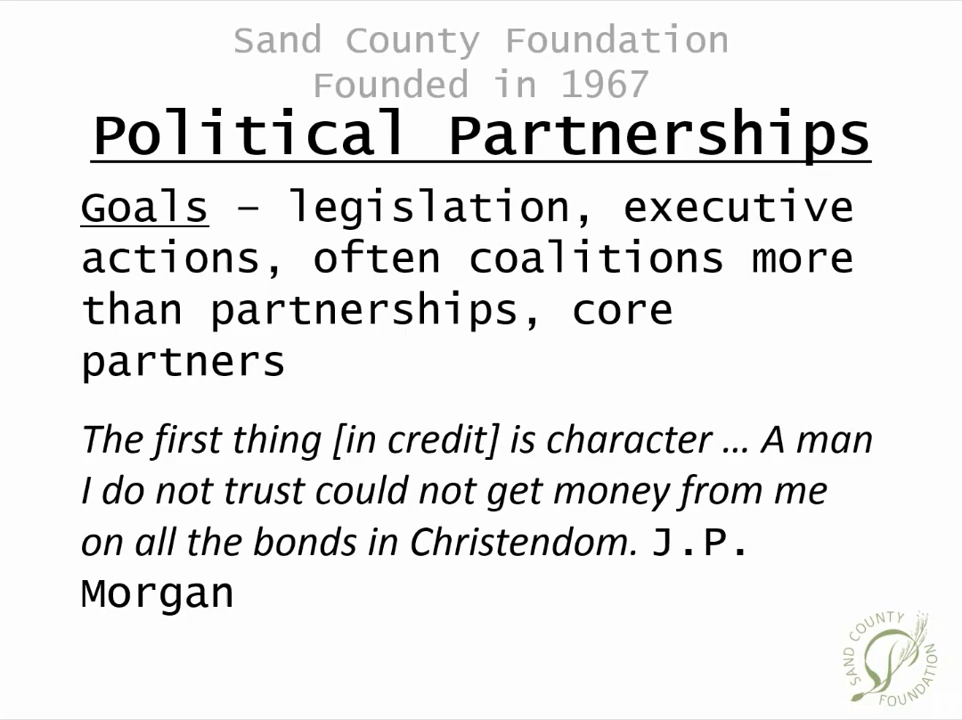 Sand County Foundation
Founded in 1967
Political Partnerships
Goals – legislation, executive
actions, often coalitions more
than partnerships, core
partners
The first thing [in credit] is character … A man
I do not trust could not get money from me
on all the bonds in Christendom. J.P.
Morgan
SAND COUNTY
FOUNDATION